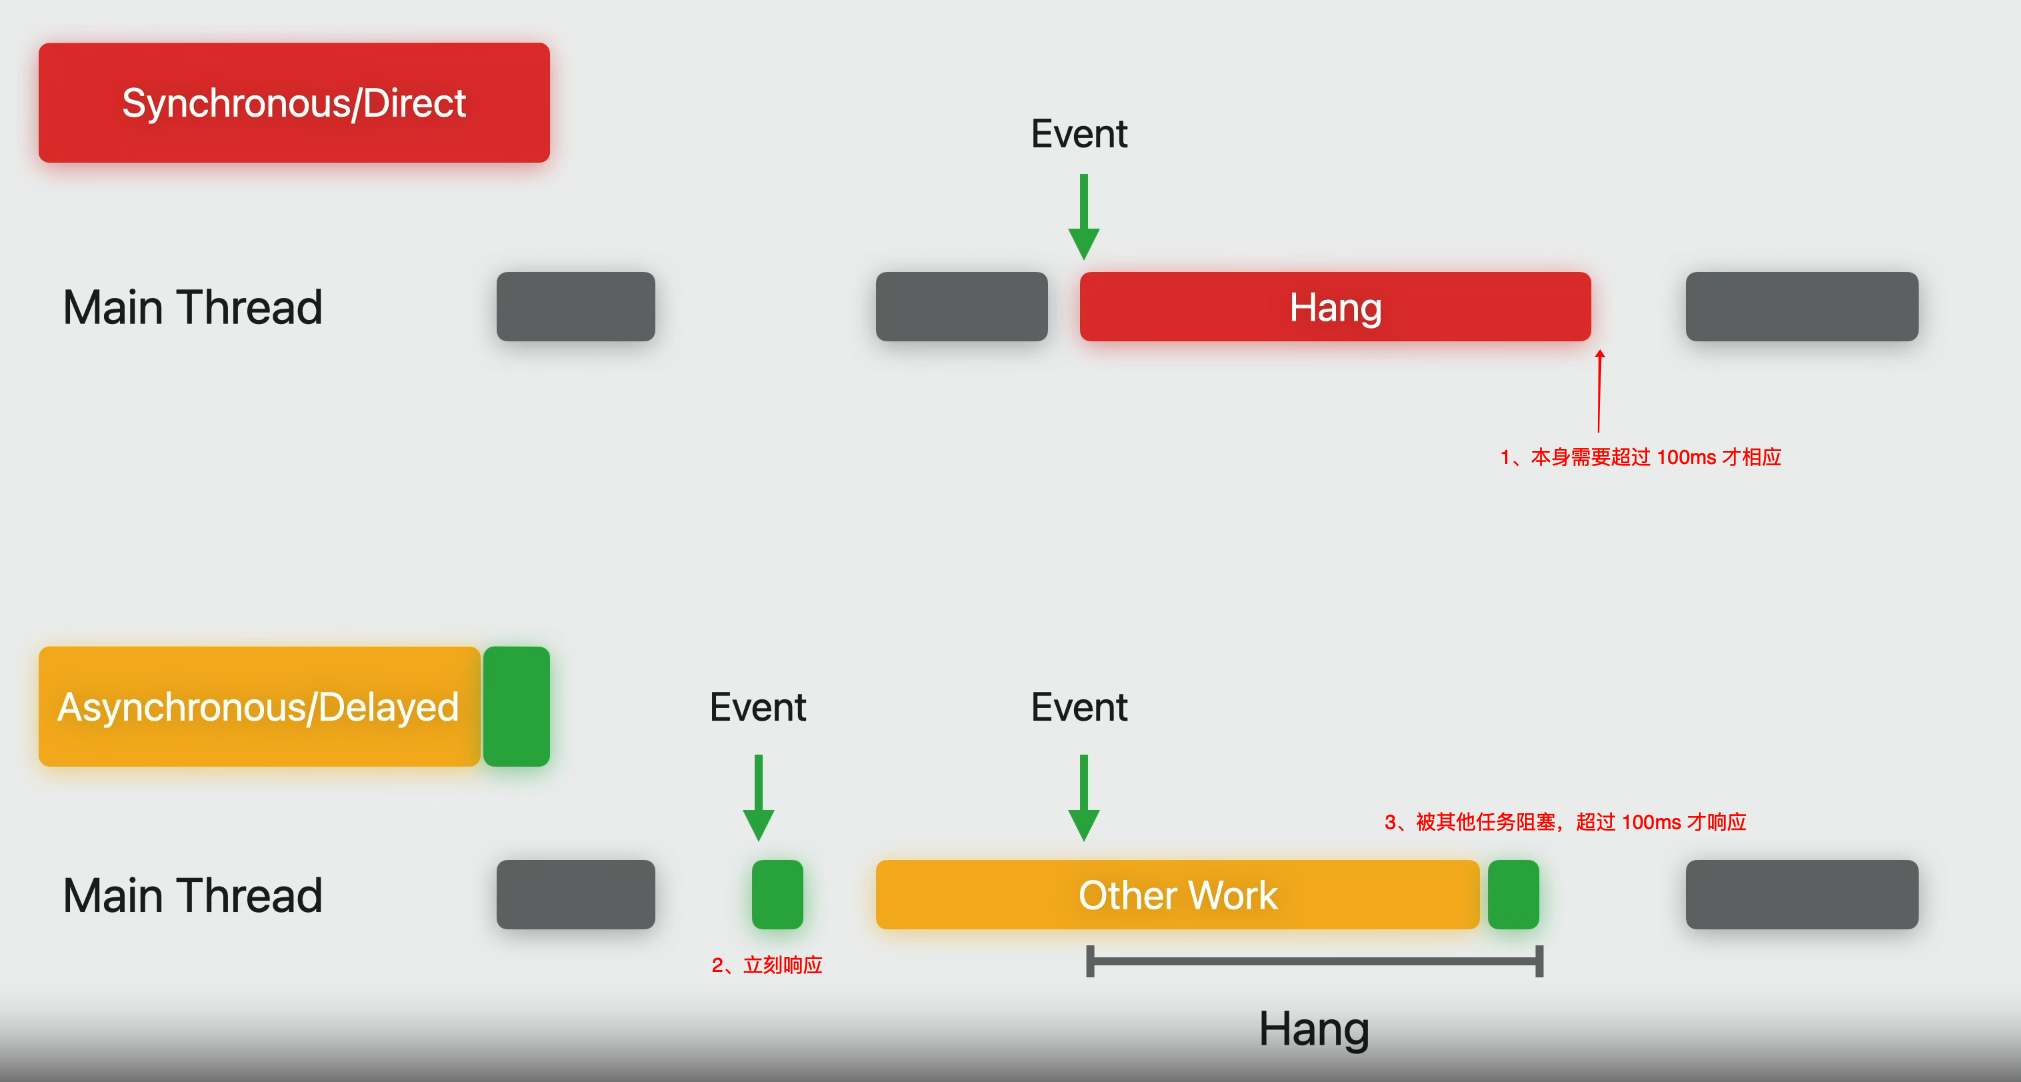 Synchronous/Direct
Event
Main Thread
Hang
1、本身需要超过 100ms 才相应
Asynchronous/Delayed
Event
Event
3、被其他任务阻塞，超过 100ms 才响应
Main Thread
Other Work
2、立刻响应
Hang